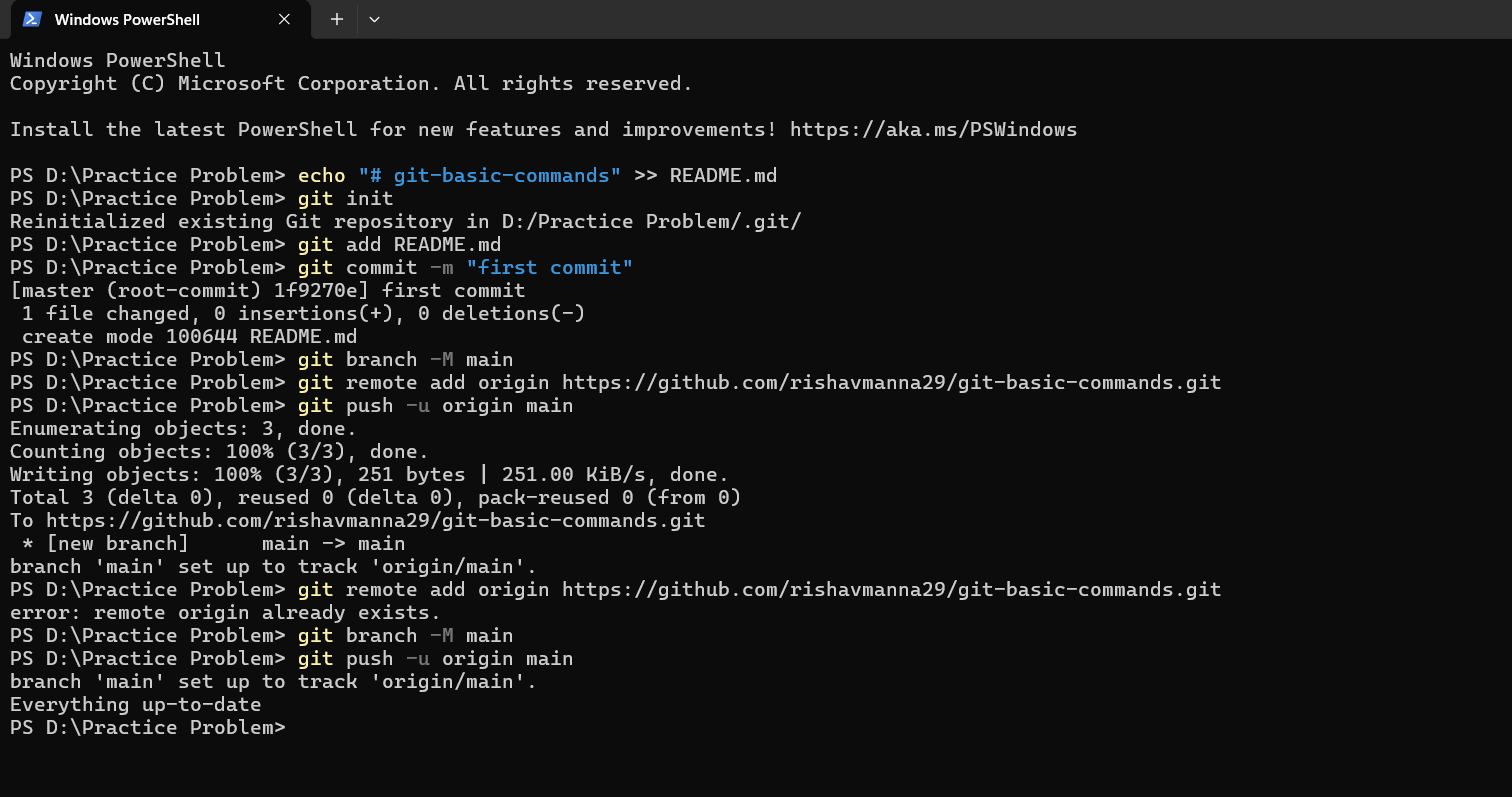 Windows PowerShell
Windows PowerShell
Copyright (C) Microsoft Corporation. All rights reserved.
Install the latest PowerShell for new features and improvements! https://aka.ms/PSWindows
PS D:\Practice Problem> echo "# git-basic-commands" >> README.md
PS D:\Practice Problem> git init
Reinitialized existing Git repository in D:/Practice Problem/.git/
PS D:\Practice Problem> git add README.md
PS D:\Practice Problem> git commit -m "first commit"
[master (root-commit) 1f9270e] first commit
 1 file changed, 0 insertions(+), 0 deletions(-)
 create mode 100644 README.md
PS D:\Practice Problem> git branch -M main
PS D:\Practice Problem> git remote add origin https://github.com/rishavmanna29/git-basic-commands.git
PS D:\Practice Problem> git push -u origin main
Enumerating objects: 3, done.
Counting objects: 100% (3/3), done.
Writing objects: 100% (3/3), 251 bytes | 251.00 KiB/s, done.
Total 3 (delta 0), reused 0 (delta 0), pack-reused 0 (from 0)
To https://github.com/rishavmanna29/git-basic-commands.git
 * [new branch]      main -> main
branch 'main' set up to track 'origin/main'.
PS D:\Practice Problem> git remote add origin https://github.com/rishavmanna29/git-basic-commands.git
error: remote origin already exists.
PS D:\Practice Problem> git branch -M main
PS D:\Practice Problem> git push -u origin main
branch 'main' set up to track 'origin/main'.
Everything up-to-date
PS D:\Practice Problem>